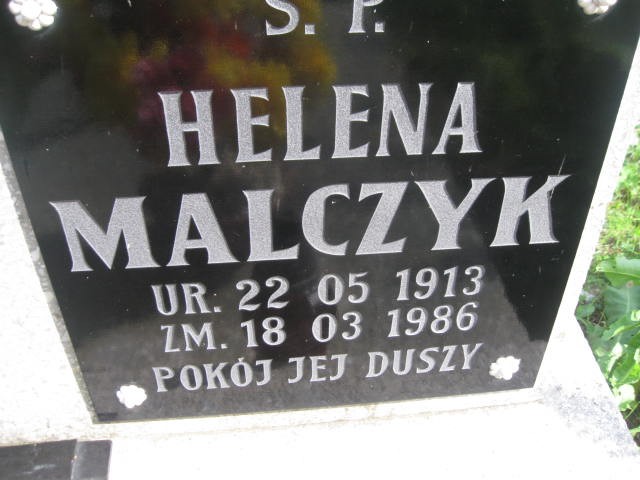 S. P.
HELENA
MALCZYK
UR. 22 05 1913
ZM. 18 03 1986
POKÓJ JEJ DUSZY